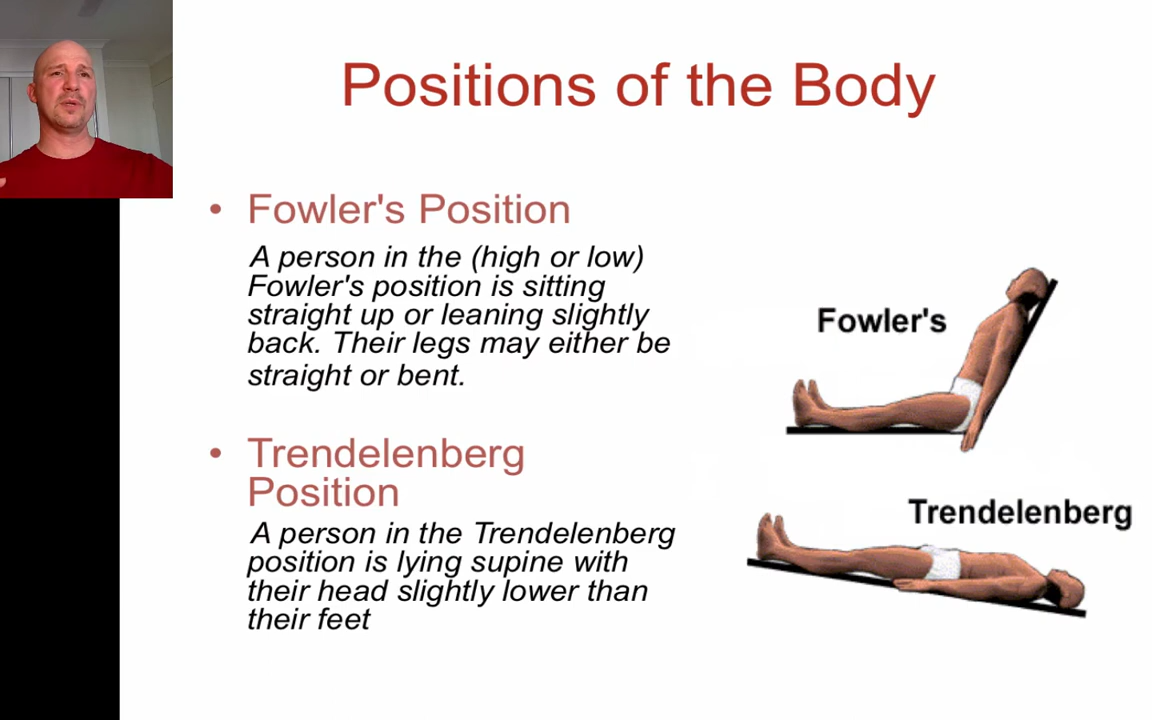 Positions of the Body
• Fowler's Position
A person in the (high or low)
Fowler's position is sitting
straight up or leaning slightly
back. Their legs may either be
straight or bent.
• Trendelenberg
Position
A person in the Trendelenberg
position is lying supine with
their head slightly lower than
their feet
Fowler's
Trendelenberg